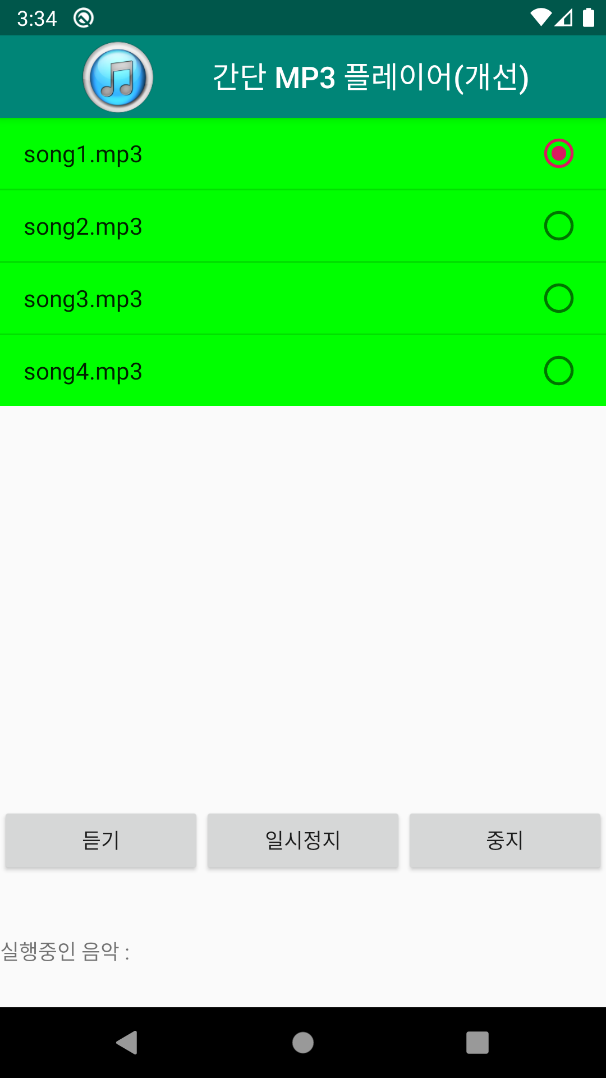 3:34
간단 MP3 플레이어(개선)
song1.mp3
song2.mp3
song3.mp3
song4.mp3
듣기 일시정지 중지
실행중인 음악 :